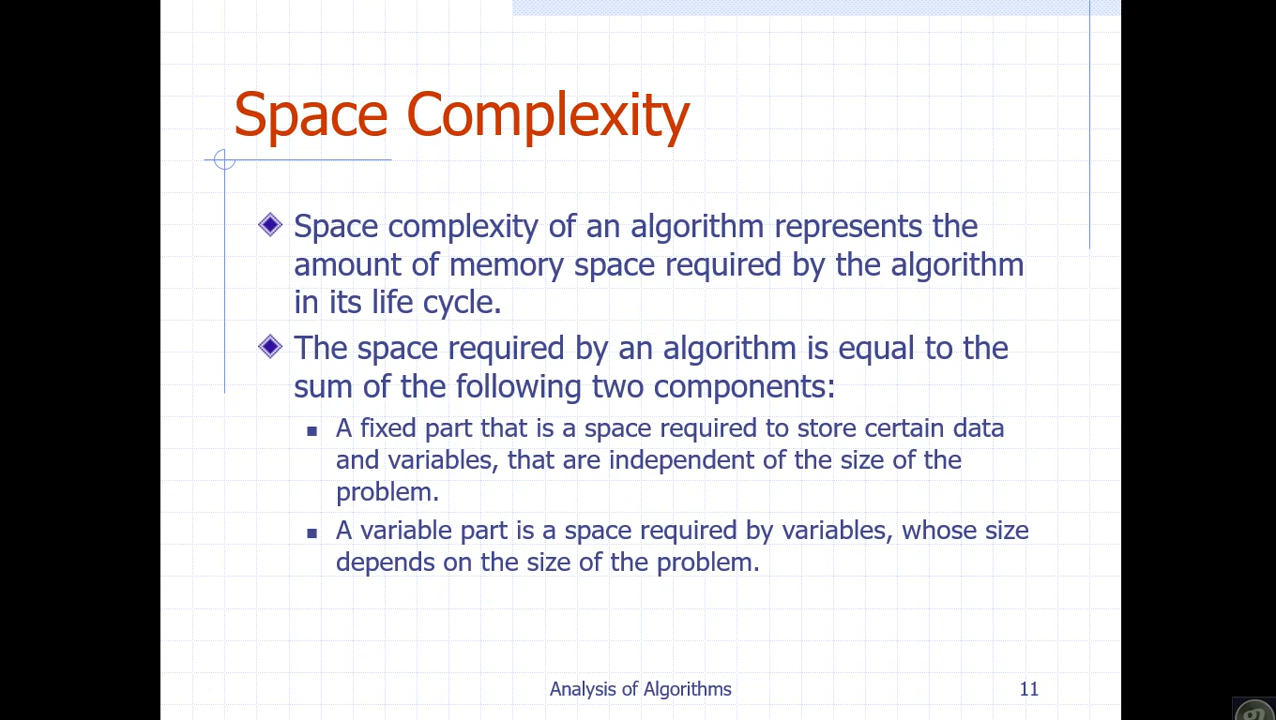 Space Complexity
Space complexity of an algorithm represents the
amount of memory space required by the algorithm
in its life cycle.
The space required by an algorithm is equal to the
sum of the following two components:
A fixed part that is a space required to store certain data
and variables, that are independent of the size of the
problem.
A variable part is a space required by variables, whose size
depends on the size of the problem.
Analysis of Algorithms
11